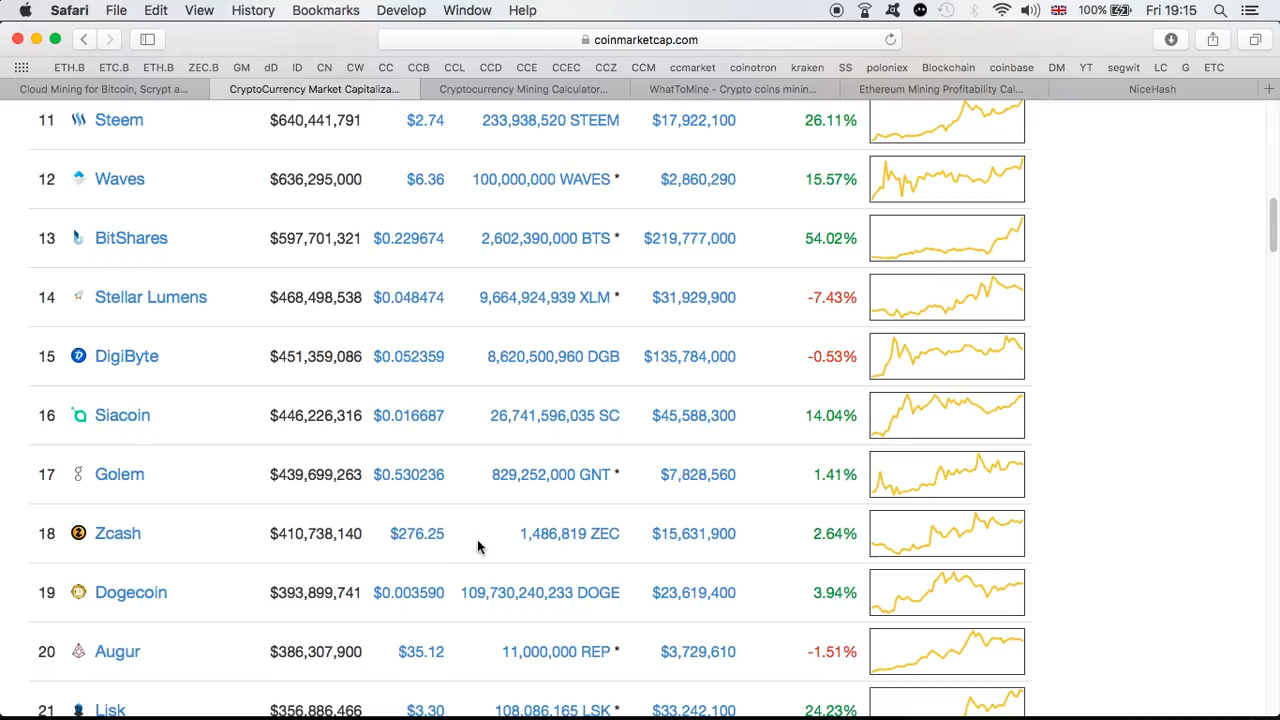 Safari File Edit View History Bookmarks Develop Window Help 100% Fri 19:15
coinmarketcap.com
ETH.B ETC.B ETH.B ZEC.B GM dD ID CN CW CC CCB CCL CCD CCE CCEC CCZ CCM ccmarket coinotron kraken SS poloniex Blockchain coinbase DM YT segwit LC G ETC
Cloud Mining for Bitcoin, Scrypt a... CryptoCurrency Market Capitaliza... Cryptocurrency Mining Calculator... WhatToMine - Crypto coins minin... Ethereum Mining Profitability Cal... NiceHash +
11 Steem $640,441,791 $2.74 233,938,520 STEEM $17,922,100 26.11%
12 Waves $636,295,000 $6.36 100,000,000 WAVES * $2,860,290 15.57%
13 BitShares $597,701,321 $0.229674 2,602,390,000 BTS * $219,777,000 54.02%
14 Stellar Lumens $468,498,538 $0.048474 9,664,924,939 XLM * $31,929,900 -7.43%
15 DigiByte $451,359,086 $0.052359 8,620,500,960 DGB $135,784,000 -0.53%
16 Siacoin $446,226,316 $0.016687 26,741,596,035 SC $45,588,300 14.04%
17 Golem $439,699,263 $0.530236 829,252,000 GNT * $7,828,560 1.41%
18 Zcash $410,738,140 $276.25 1,486,819 ZEC $15,631,900 2.64%
19 Dogecoin $393,899,741 $0.003590 109,730,240,233 DOGE $23,619,400 3.94%
20 Augur $386,307,900 $35.12 11,000,000 REP * $3,729,610 -1.51%
21 Lisk $356,886,466 $3.30 108,086,165 LSK * $33,242,100 24.23%